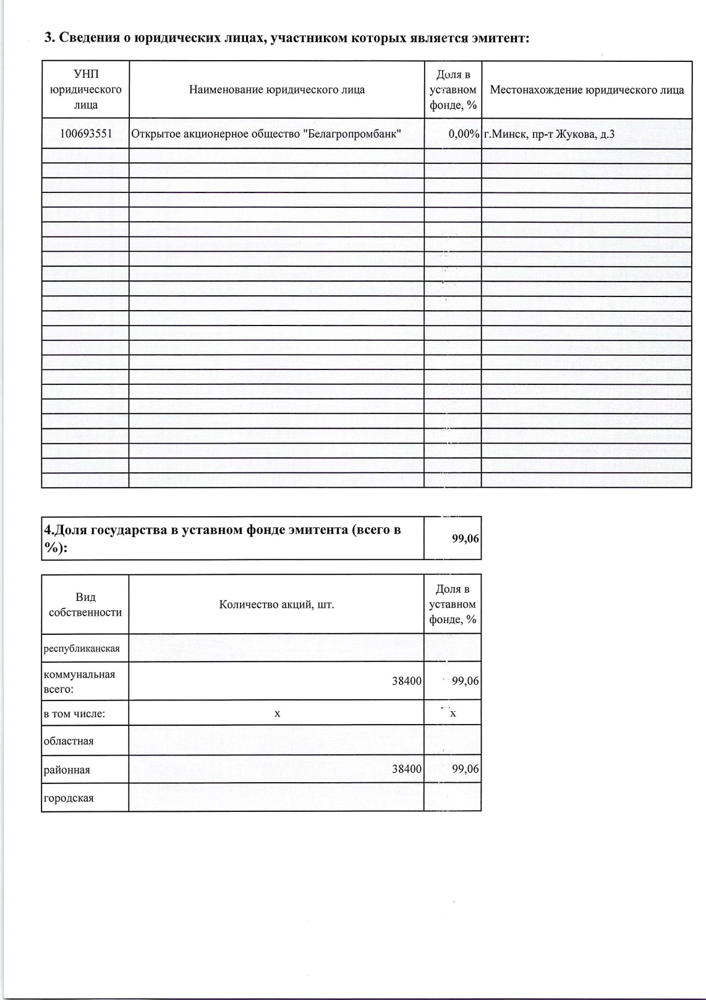 3. Сведения о юридических лицах, участником которых является эмитент:
УНП
юридического
лица
Наименование юридического лица
Доля в
уставном
фонде, %
Местонахождение юридического лица
100693551
Открытое акционерное общество "Белагропромбанк"
0,00%
г.Минск, пр-т Жукова, д.3
4.Доля государства в уставном фонде эмитента (всего в
%):
99,06
Вид
собственности
Количество акций, шт.
Доля в
уставном
фонде, %
республиканская
коммунальная
всего:
38400
99,06
в том числе:
х
х
областная
районная
38400
99,06
городская